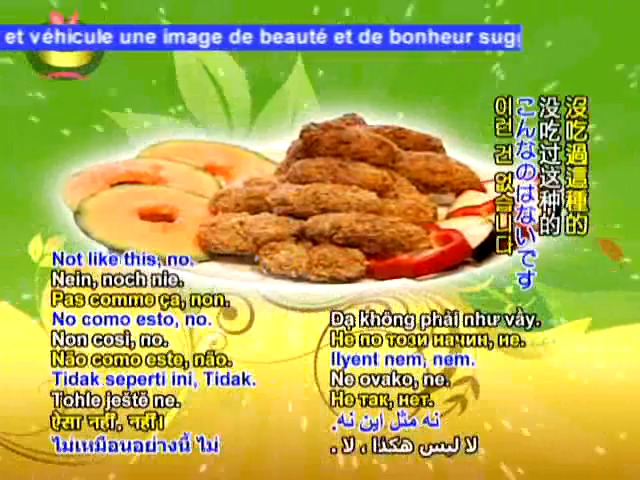 et véhicule une image de beauté et de bonheur sug
沒吃過這種的
没吃过这种的
こんなのはないです
이런 건 없습니다
Not like this, no.
Nein, noch nie.
Pas comme ça, non.
No como esto, no.
Non così, no.
Não como este, não.
Tidak seperti ini, Tidak.
Tohle ještě ne.
ऐसा नहीं, नहीं।
ไม่เหมือนอย่างนี้ ไม่
Dạ không phải như vầy.
Не по този начин, не.
Ilyent nem, nem.
Ne ovako, ne.
Не так, нет.
نه مثل این نه.
لا ليس هكذا ، لا .